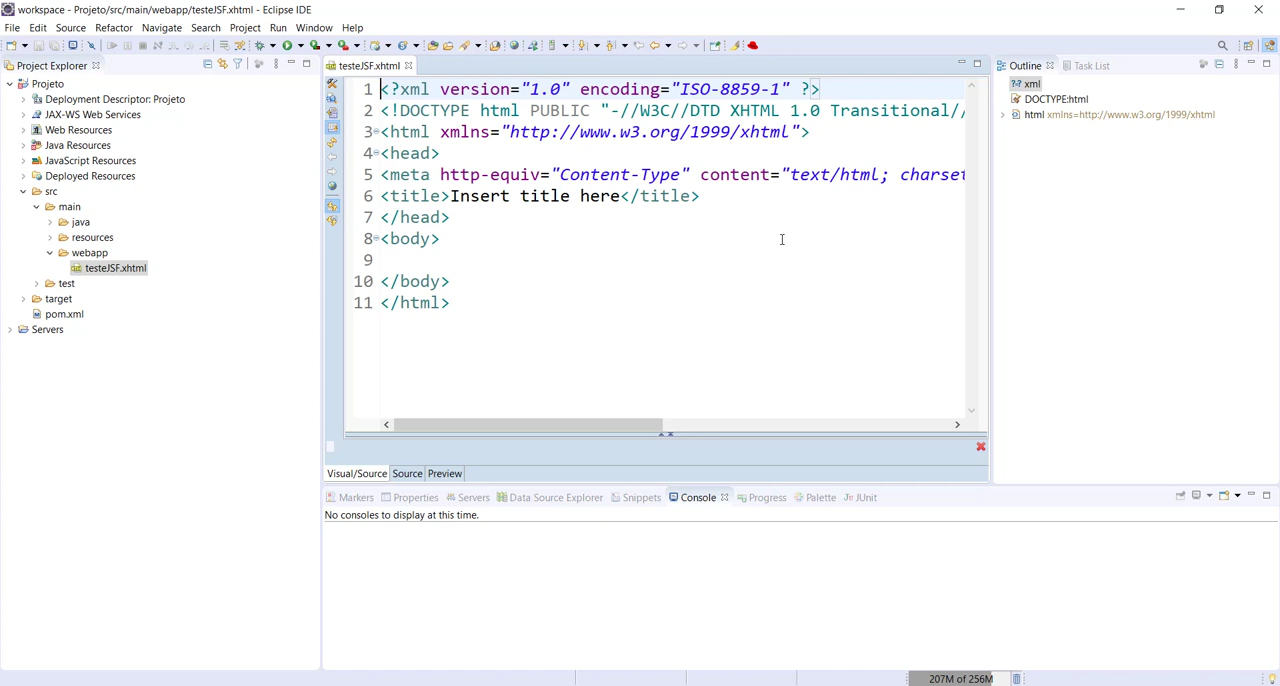 workspace - Projeto/src/main/webapp/testeJSF.xhtml - Eclipse IDE
File Edit Source Refactor Navigate Search Project Run Window Help
Project Explorer
Projeto
Deployment Descriptor: Projeto
JAX-WS Web Services
Web Resources
Java Resources
JavaScript Resources
Deployed Resources
src
main
java
resources
webapp
testeJSF.xhtml
test
target
pom.xml
Servers
testeJSF.xhtml
1 <?xml version="1.0" encoding="ISO-8859-1" ?>
2 <!DOCTYPE html PUBLIC "-//W3C//DTD XHTML 1.0 Transitional//
3 <html xmlns="http://www.w3.org/1999/xhtml">
4 <head>
5 <meta http-equiv="Content-Type" content="text/html; charset
6 <title>Insert title here</title>
7 </head>
8 <body>
9
10 </body>
11 </html>
Visual/Source Source Preview
Outline Task List
?-? xml
DOCTYPE:html
html xmlns=http://www.w3.org/1999/xhtml
Markers Properties Servers Data Source Explorer Snippets Console Progress Palette JUnit
No consoles to display at this time.
207M of 256M